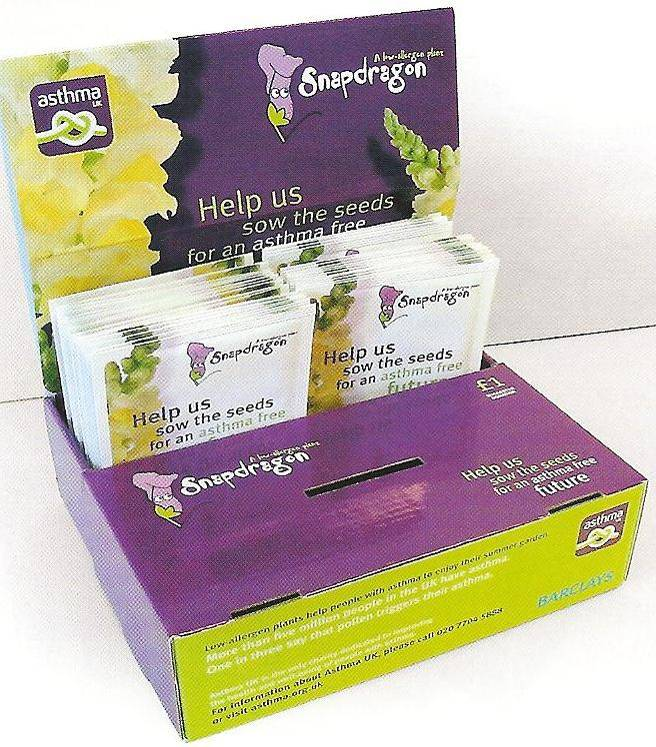 asthma
UK
A low-allergen plant
Snapdragon
Help us
sow the seeds
for an asthma free
Snapdragon
Help us
sow the seeds
for an asthma free
Snapdragon
Help us
sow the seeds
for an asthma free
future
£1
A low-allergen plant
Snapdragon
Help us
sow the seeds
for an asthma free
future
asthma
UK
Low-allergen plants help people with asthma to enjoy their summer garden.
More than five million people in the UK have asthma.
One in three say that pollen triggers their asthma.
BARCLAYS
Asthma UK is the only charity dedicated to improving
the health and well-being of people with asthma.
For information about Asthma UK, please call 020 7704 5888
or visit asthma.org.uk